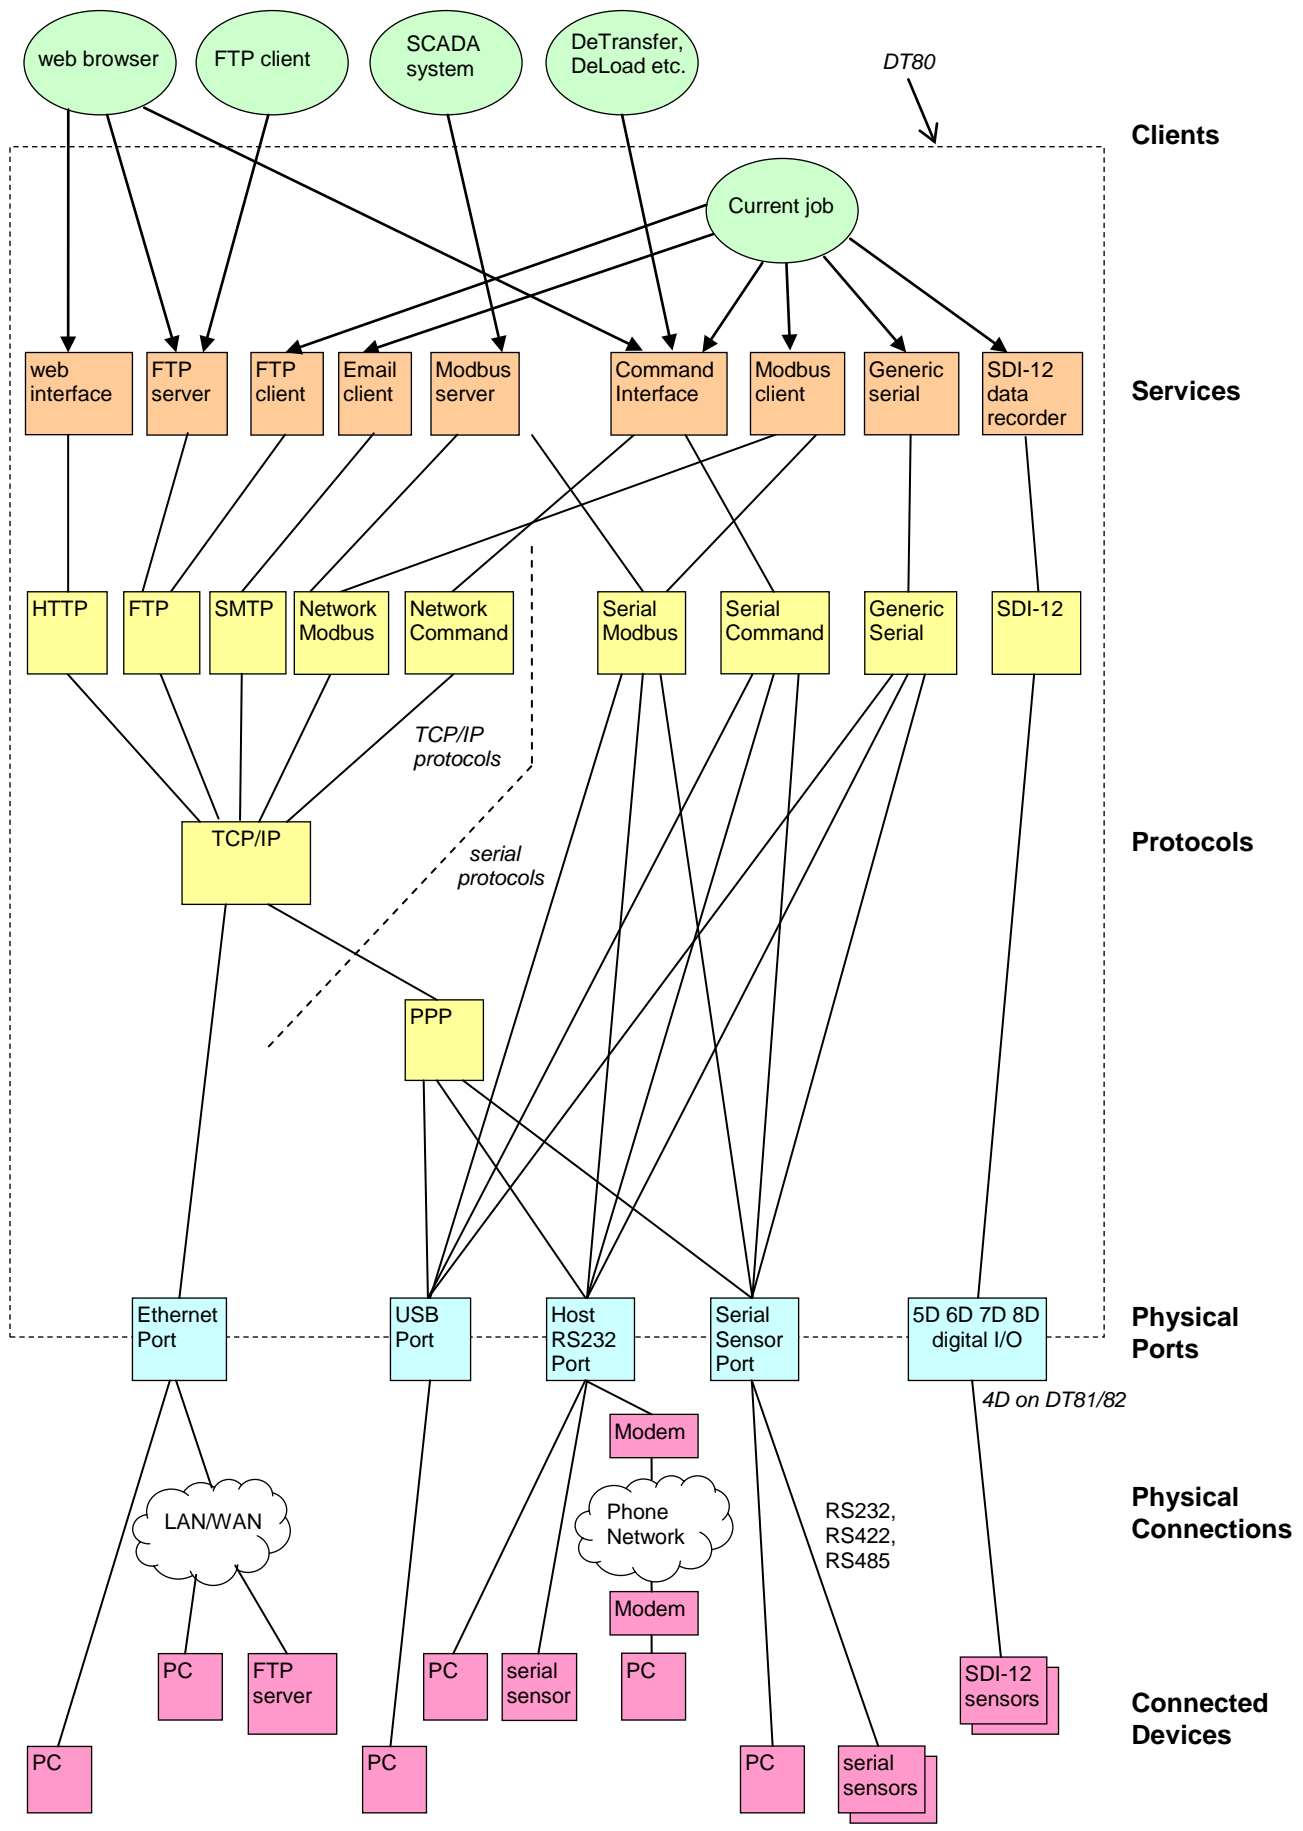 web browser
FTP client
SCADA
system
DeTransfer,
DeLoad etc.
DT80
Clients
Current job
web
interface
FTP
server
FTP
client
Email
client
Modbus
server
Command
Interface
Modbus
client
Generic
serial
SDI-12
data
recorder
Services
HTTP
FTP
SMTP
Network
Modbus
Network
Command
Serial
Modbus
Serial
Command
Generic
Serial
SDI-12
TCP/IP
protocols
TCP/IP
serial
protocols
Protocols
PPP
Ethernet
Port
USB
Port
Host
RS232
Port
Serial
Sensor
Port
5D 6D 7D 8D
digital I/O
Physical
Ports
4D on DT81/82
Modem
LAN/WAN
Phone
Network
RS232,
RS422,
RS485
Physical
Connections
Modem
PC
FTP
server
PC
serial
sensor
PC
SDI-12
sensors
Connected
Devices
PC
PC
PC
serial
sensors